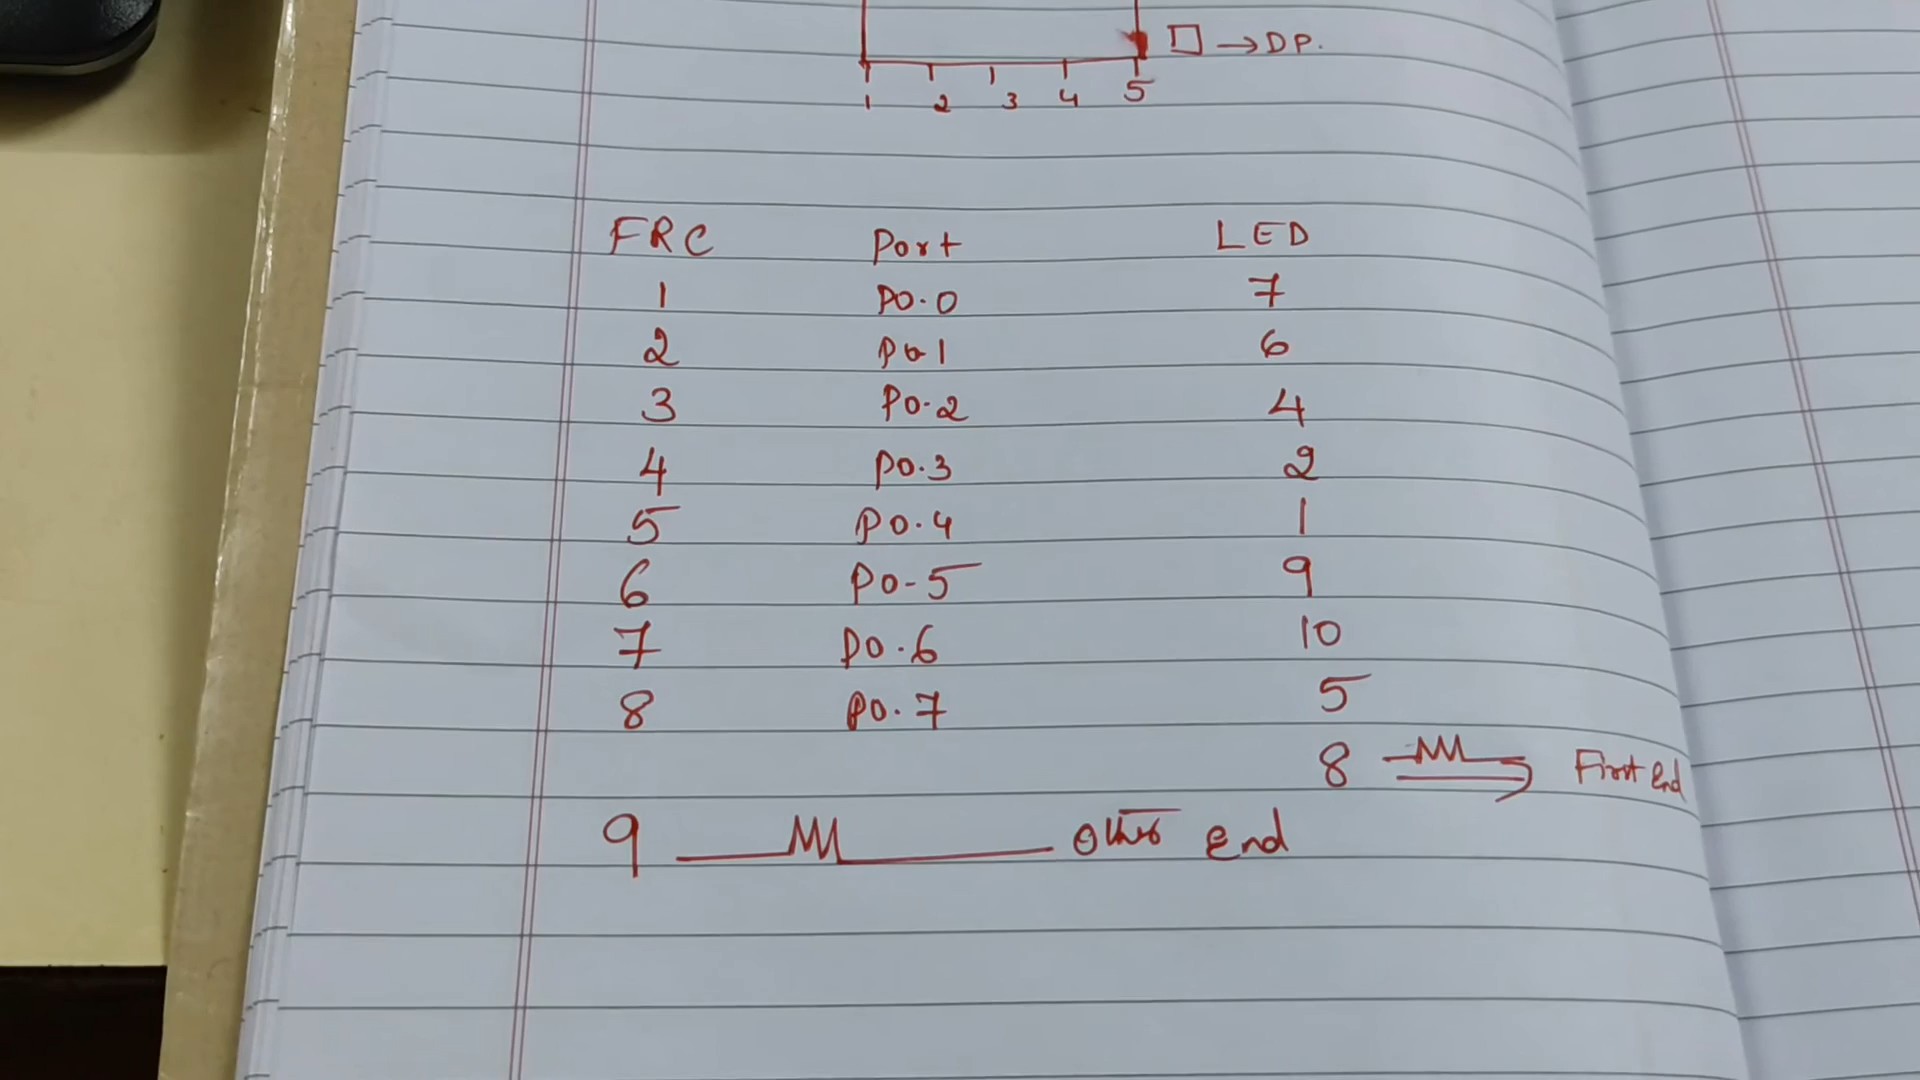 → DP.
1 2 3 4 5
FRC Port LED
1 P0.0 7
2 P0.1 6
3 P0.2 4
4 P0.3 2
5 P0.4 1
6 P0-5 9
7 P0.6 10
8 P0.7 5
8 First End
9 Other end